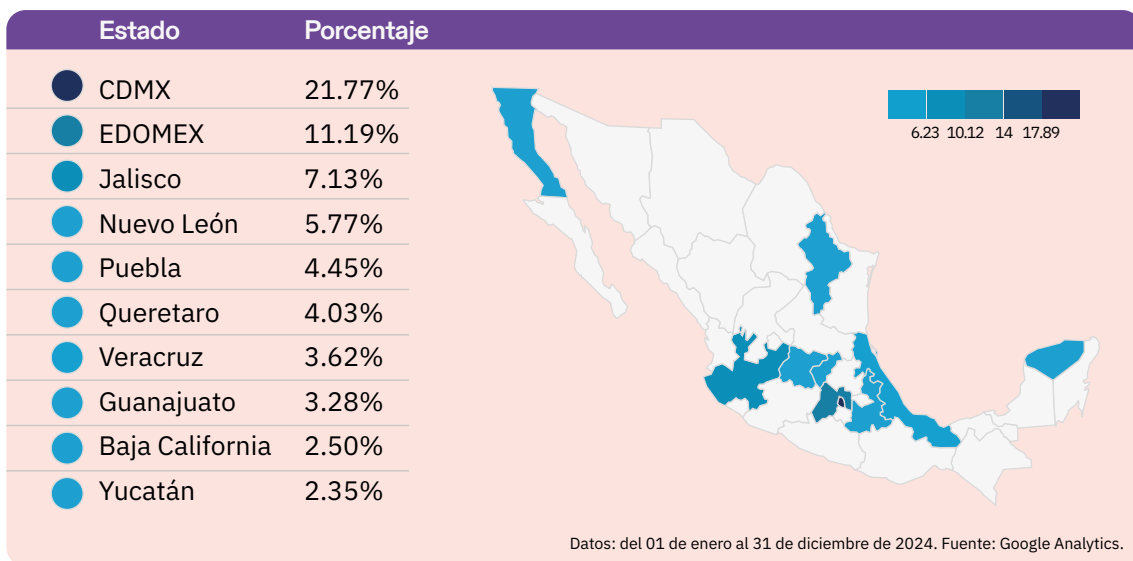 Estado Porcentaje
CDMX 21.77%
EDOMEX 11.19%
Jalisco 7.13%
Nuevo León 5.77%
Puebla 4.45%
Queretaro 4.03%
Veracruz 3.62%
Guanajuato 3.28%
Baja California 2.50%
Yucatán 2.35%
6.23 10.12 14 17.89
Datos: del 01 de enero al 31 de diciembre de 2024. Fuente: Google Analytics.